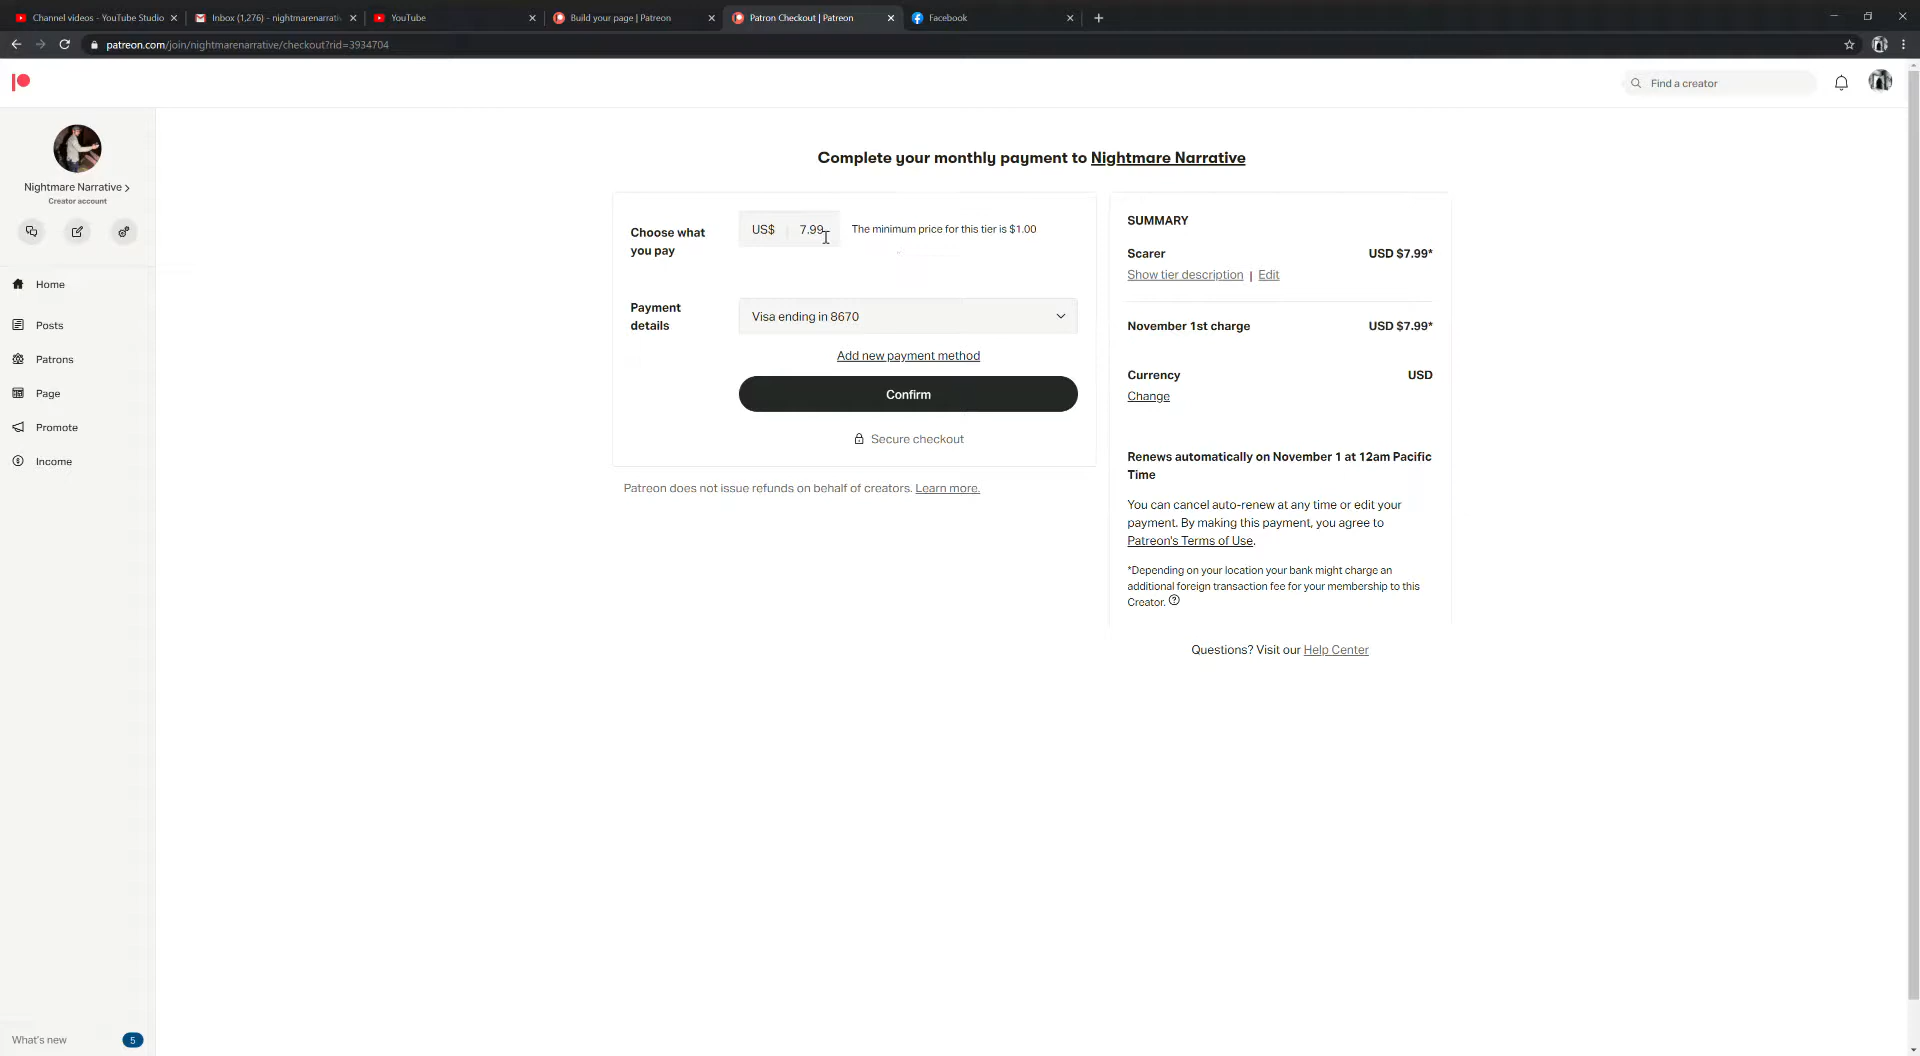 Channel videos - YouTube Studio
Inbox (1,276) - nightmarenarrati
YouTube
Build your page | Patreon
Patron Checkout | Patreon
Facebook
patreon.com/join/nightmarenarrative/checkout?rid=3934704
Find a creator
Nightmare Narrative
Creator account
Home
Posts
Patrons
Page
Promote
Income
What's new
5
Complete your monthly payment to Nightmare Narrative
Choose what
you pay
US$ 7.99
The minimum price for this tier is $1.00
Payment
details
Visa ending in 8670
Add new payment method
Confirm
Secure checkout
Patreon does not issue refunds on behalf of creators. Learn more.
SUMMARY
Scarer USD $7.99*
Show tier description | Edit
November 1st charge USD $7.99*
Currency USD
Change
Renews automatically on November 1 at 12am Pacific
Time
You can cancel auto-renew at any time or edit your
payment. By making this payment, you agree to
Patreon's Terms of Use.
*Depending on your location your bank might charge an
additional foreign transaction fee for your membership to this
Creator.
Questions? Visit our Help Center